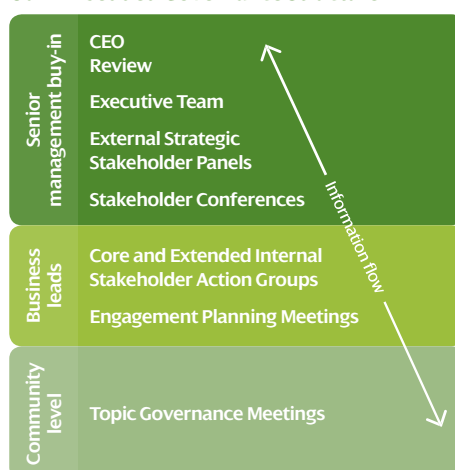 Senior
management buy-in
CEO
Review
Executive Team
External Strategic
Stakeholder Panels
Stakeholder Conferences
Information flow
Business
leads
Core and Extended Internal
Stakeholder Action Groups
Engagement Planning Meetings
Community
level
Topic Governance Meetings